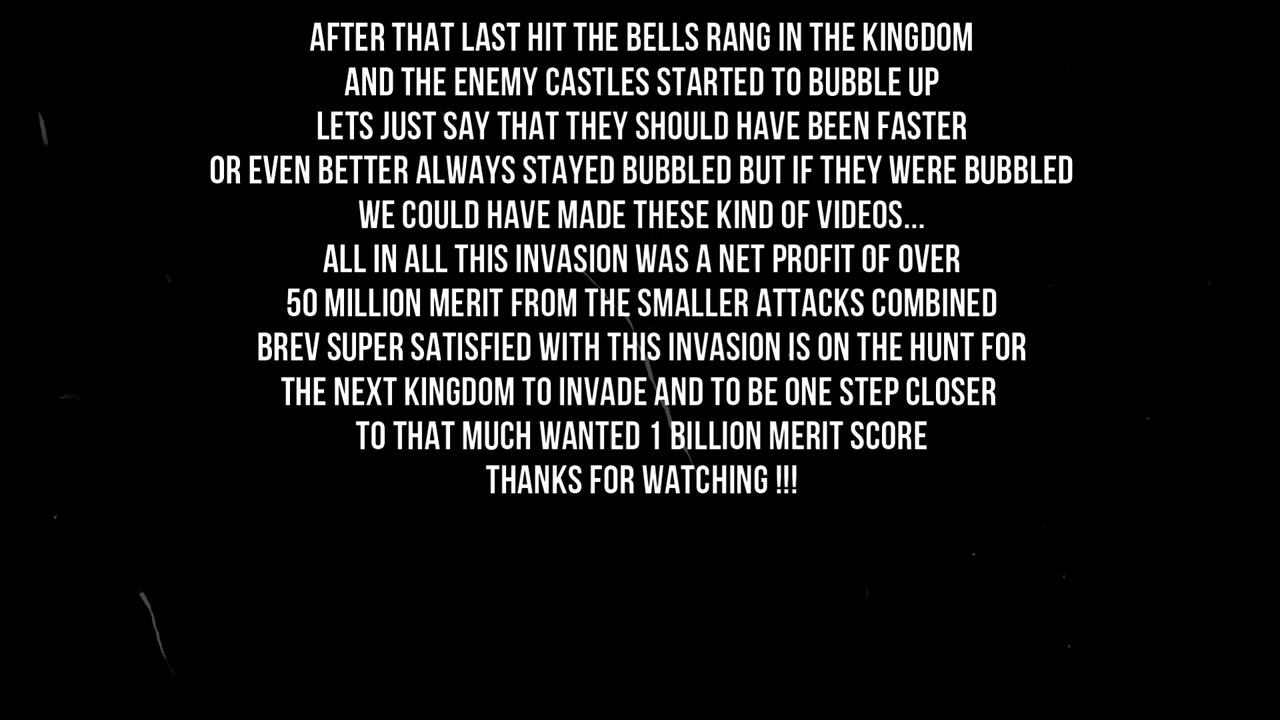 AFTER THAT LAST HIT THE BELLS RANG IN THE KINGDOM
AND THE ENEMY CASTLES STARTED TO BUBBLE UP
LETS JUST SAY THAT THEY SHOULD HAVE BEEN FASTER
OR EVEN BETTER ALWAYS STAYED BUBBLED BUT IF THEY WERE BUBBLED
WE COULD HAVE MADE THESE KIND OF VIDEOS...
ALL IN ALL THIS INVASION WAS A NET PROFIT OF OVER
50 MILLION MERIT FROM THE SMALLER ATTACKS COMBINED
BREV SUPER SATISFIED WITH THIS INVASION IS ON THE HUNT FOR
THE NEXT KINGDOM TO INVADE AND TO BE ONE STEP CLOSER
TO THAT MUCH WANTED 1 BILLION MERIT SCORE
THANKS FOR WATCHING !!!